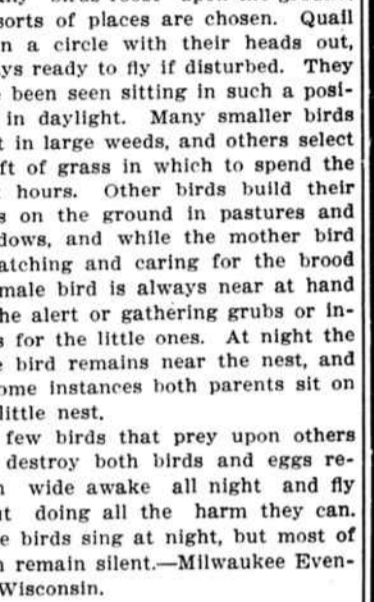 birds roost upon the ground
sorts of places are chosen. Quail
n a circle with their heads out,
ys ready to fly if disturbed. They
been seen sitting in such a posi-
in daylight. Many smaller birds
t in large weeds, and others select
ft of grass in which to spend the
hours. Other birds build their
s on the ground in pastures and
dows, and while the mother bird
atching and caring for the brood
male bird is always near at hand
he alert or gathering grubs or in-
s for the little ones. At night the
e bird remains near the nest, and
ome instances both parents sit on
little nest.
few birds that prey upon others
destroy both birds and eggs re-
n wide awake all night and fly
ut doing all the harm they can.
e birds sing at night, but most of
n remain silent.—Milwaukee Even-
Wisconsin.